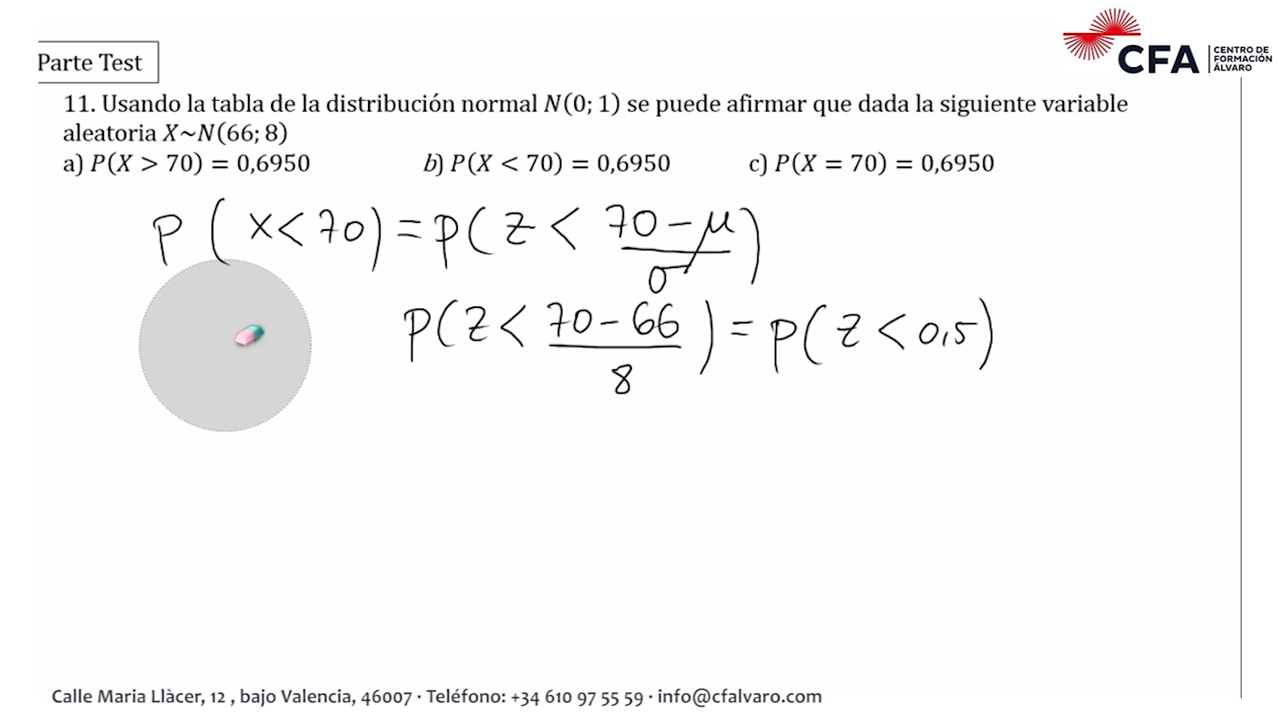 CFA
CENTRO DE
FORMACIÓN
ÁLVARO
Parte Test
11. Usando la tabla de la distribución normal N(0; 1) se puede afirmar que dada la siguiente variable
aleatoria X~N(66; 8)
a) P(X > 70) = 0,6950 b) P(X < 70) = 0,6950 c) P(X = 70) = 0,6950
P(X<70) = P(Z < (70-μ)/σ)
P(Z < (70-66)/8) = P(Z < 0,5)
Calle Maria Llàcer, 12 , bajo Valencia, 46007 · Teléfono: +34 610 97 55 59 · info@cfalvaro.com